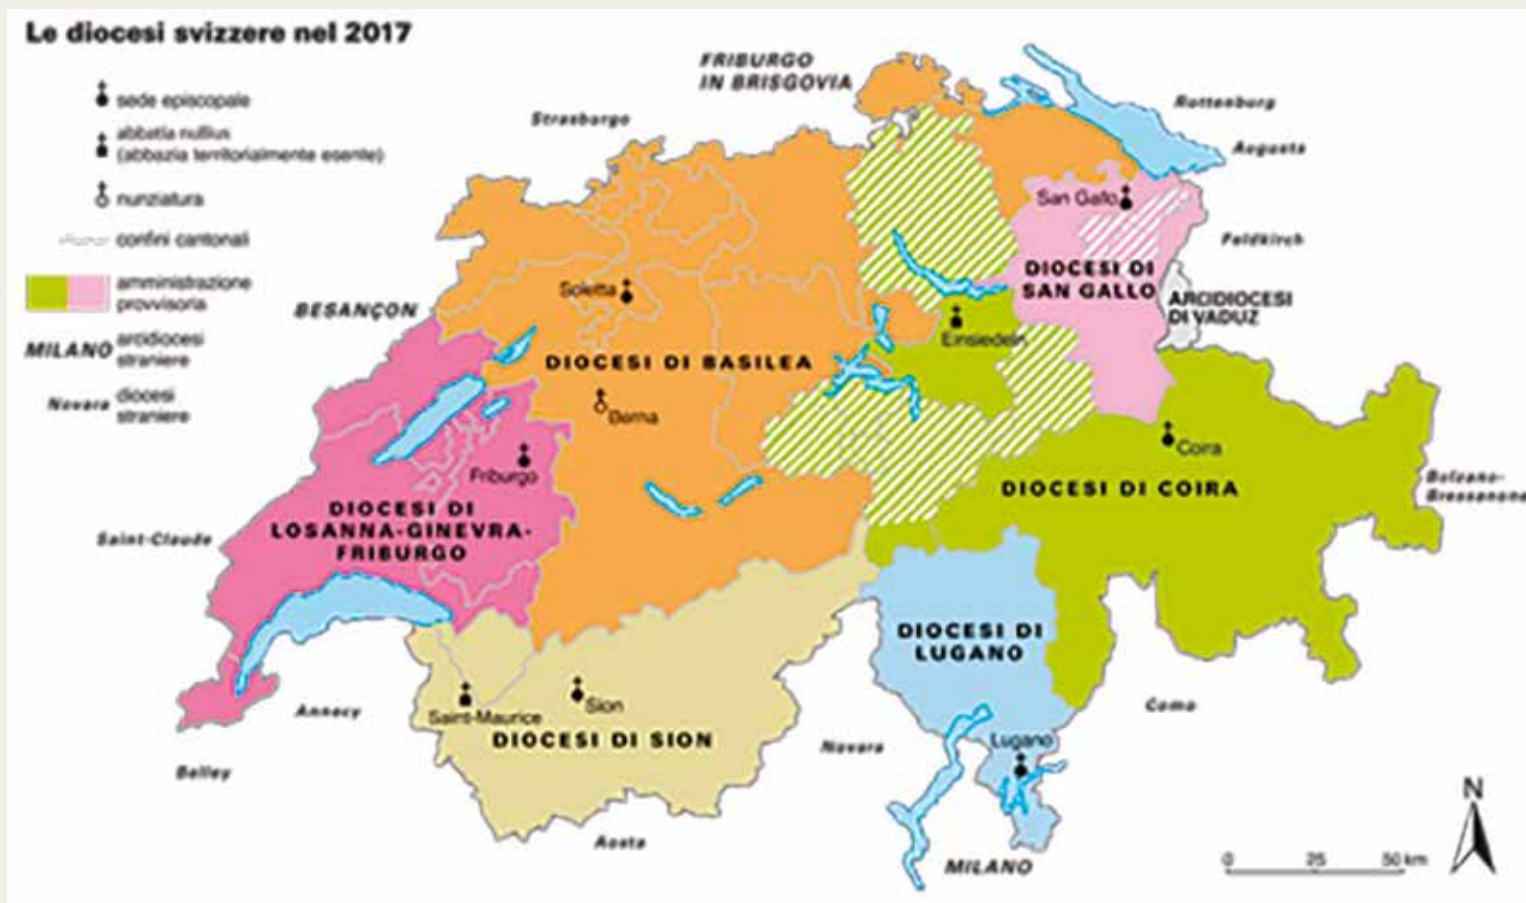 Le diocesi svizzere nel 2017
sede episcopale
abbatia nullius
(abbazia territorialmente esente)
nunziatura
confini cantonali
amministrazione
provvisoria
MILANO
arcidiocesi
straniere
Novara
diocesi
straniere
FRIBURGO
IN BRISGOVIA
Strasburgo
Rottenburg
Augusta
San Gallo
Feldkirch
DIOCESI DI
SAN GALLO
ARCIDIOCESI
DI VADUZ
Soletta
BESANÇON
Einsiedeln
DIOCESI DI BASILEA
Berna
Coira
Friburgo
DIOCESI DI COIRA
Bolzano-
Bressanone
DIOCESI DI
LOSANNA-GINEVRA-
FRIBURGO
Saint-Claude
DIOCESI DI
LUGANO
Annecy
Saint-Maurice
Sion
DIOCESI DI SION
Como
Novara
Lugano
Belley
Aosta
MILANO
N
0 25 50 km